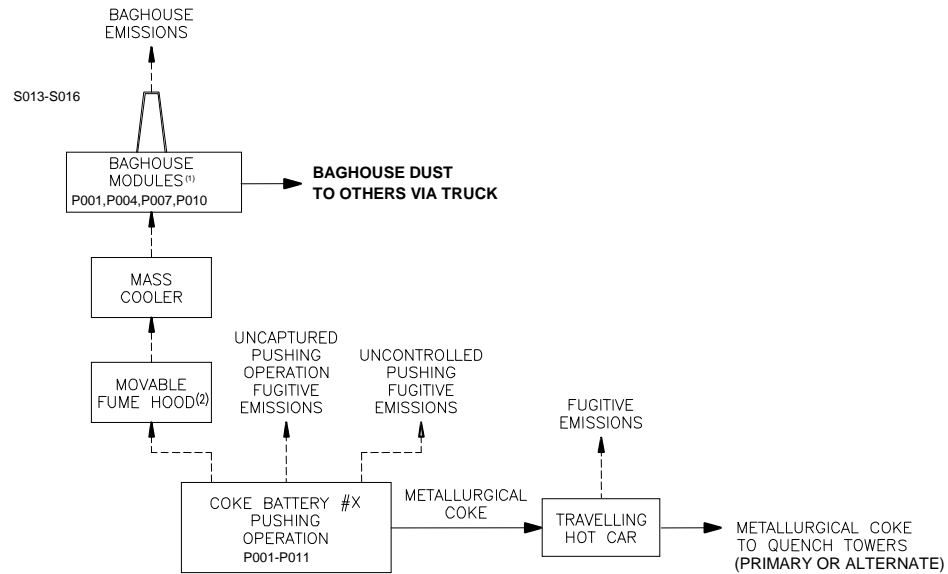 BAGHOUSE
EMISSIONS
S013-S016
BAGHOUSE
MODULES(1)
P001,P004,P007,P010
BAGHOUSE DUST
TO OTHERS VIA TRUCK
MASS
COOLER
MOVABLE
FUME HOOD(2)
UNCAPTURED
PUSHING
OPERATION
FUGITIVE
EMISSIONS
UNCONTROLLED
PUSHING
FUGITIVE
EMISSIONS
FUGITIVE
EMISSIONS
COKE BATTERY #X
PUSHING
OPERATION
P001-P011
METALLURGICAL
COKE
TRAVELLING
HOT CAR
METALLURGICAL COKE
TO QUENCH TOWERS
(PRIMARY OR ALTERNATE)